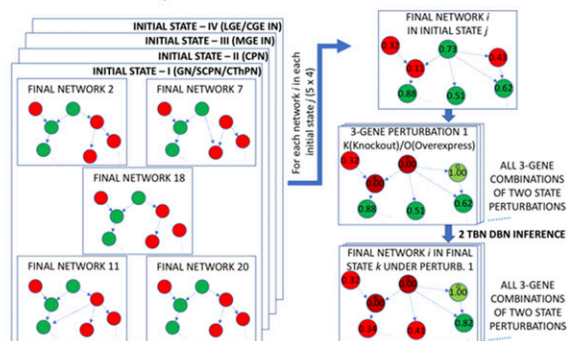 INITIAL STATE – IV (LGE/CGE IN)
INITIAL STATE – III (MGE IN)
INITIAL STATE – II (CPN)
INITIAL STATE – I (GN/SCPN/CThPN)
FINAL NETWORK 2
FINAL NETWORK 7
FINAL NETWORK 18
FINAL NETWORK 11
FINAL NETWORK 20
For each network i in each
initial state j (5 x 4)
FINAL NETWORK i
IN INITIAL STATE j
0.32
0.73
0.43
0.11
0.88
0.51
0.62
3-GENE PERTURBATION 1
K(Knockout)/O(Overexpress)
0.32
0.00
1.00
0.00
0.88
0.51
0.62
ALL 3-GENE
COMBINATIONS
OF TWO STATE
PERTURBATIONS
2 TBN DBN INFERENCE
FINAL NETWORK i IN FINAL
STATE k UNDER PERTURB. 1
0.32
0.00
1.00
0.00
0.34
0.41
0.82
ALL 3-GENE
COMBINATIONS
OF TWO STATE
PERTURBATIONS